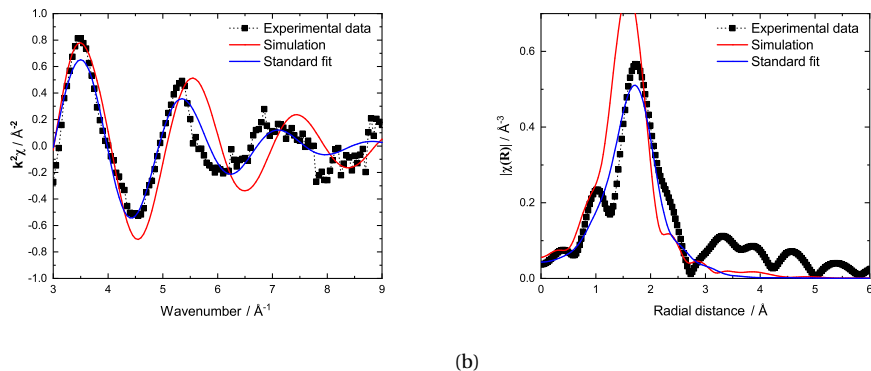 Experimental data
Simulation
Standard fit
k²χ / Å⁻²
1.0
0.8
0.6
0.4
0.2
0.0
-0.2
-0.4
-0.6
-0.8
-1.0
3 4 5 6 7 8 9
Wavenumber / Å⁻¹
Experimental data
Simulation
Standard fit
|χ(R)| / Å⁻³
0.6
0.4
0.2
0.0
0 1 2 3 4 5 6
Radial distance / Å
(b)